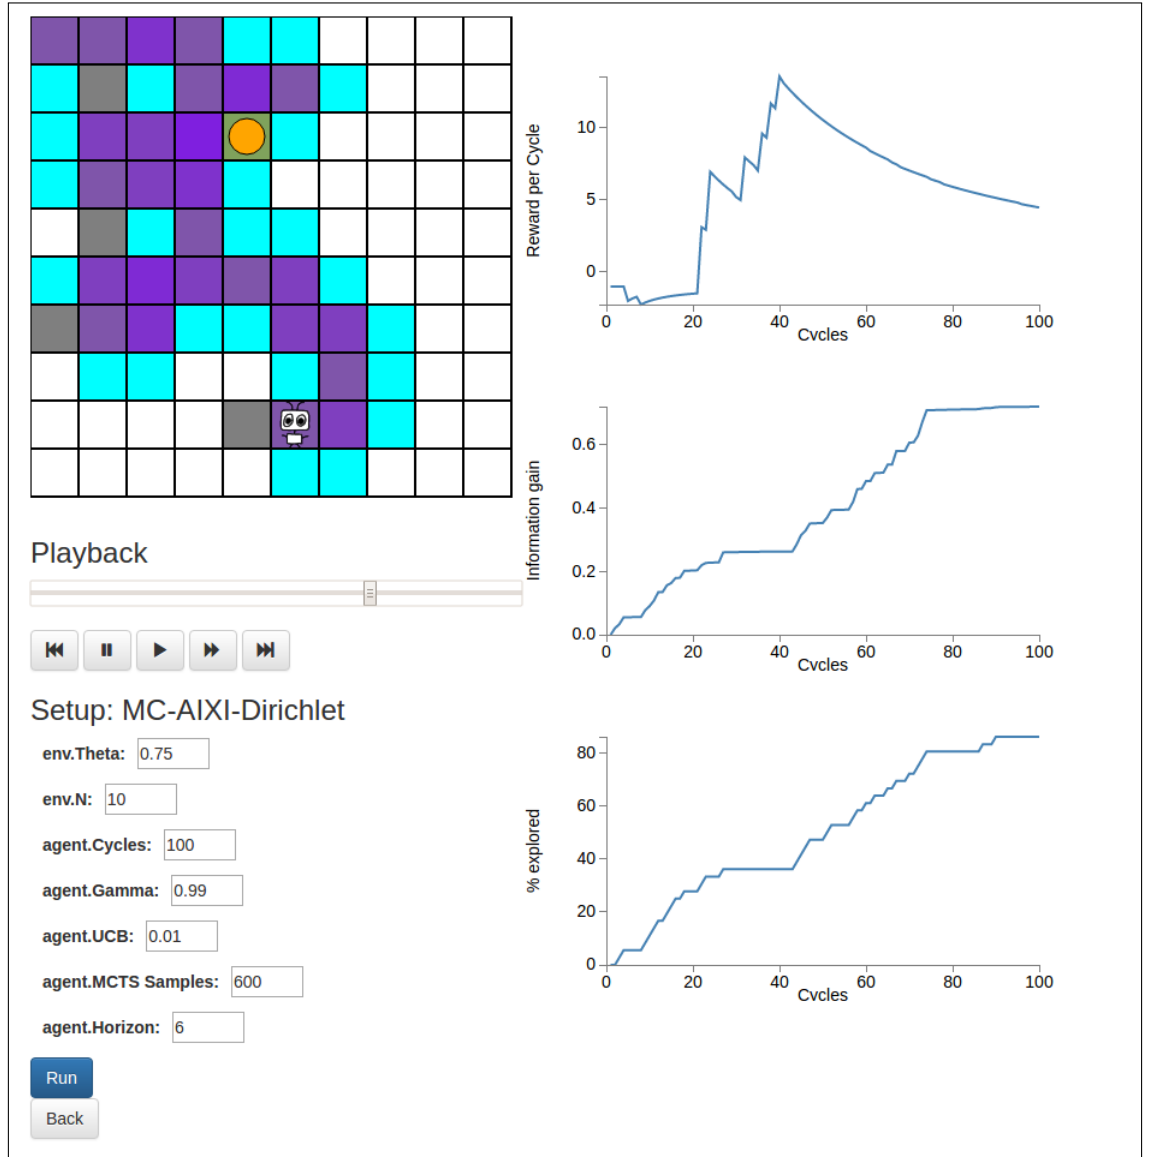 Reward per Cycle
10
5
0
0 20 40 60 80 100
Cycles
Information gain
0.6
0.4
0.2
0.0
0 20 40 60 80 100
Cycles
% explored
80
60
40
20
0
0 20 40 60 80 100
Cycles
Playback
Setup: MC-AIXI-Dirichlet
env.Theta: 0.75
env.N: 10
agent.Cycles: 100
agent.Gamma: 0.99
agent.UCB: 0.01
agent.MCTS Samples: 600
agent.Horizon: 6
Run
Back